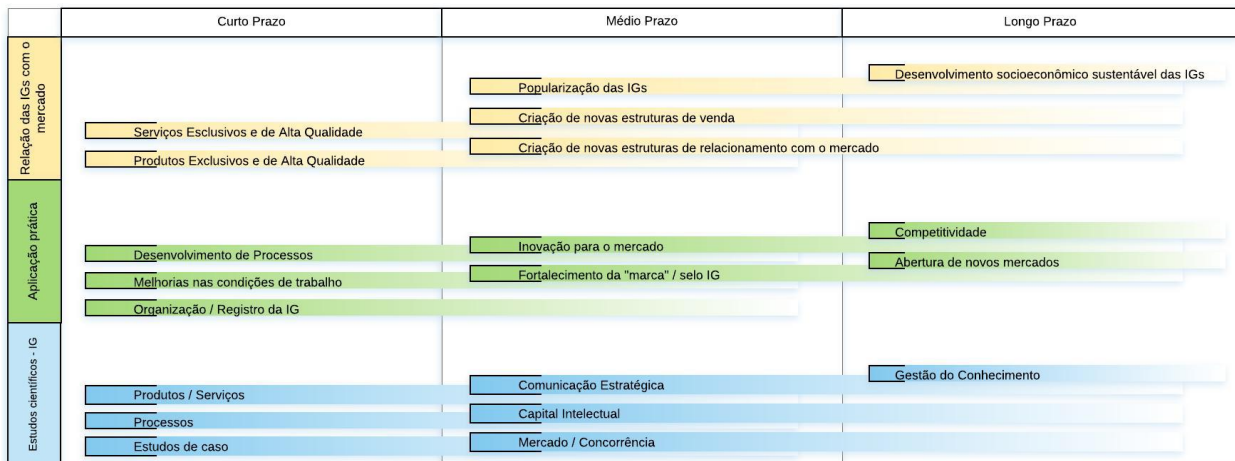 Curto Prazo
Médio Prazo
Longo Prazo
Relação das IGs com o
mercado
Desenvolvimento socioeconômico sustentável das IGs
Popularização das IGs
Criação de novas estruturas de venda
Serviços Exclusivos e de Alta Qualidade
Criação de novas estruturas de relacionamento com o mercado
Produtos Exclusivos e de Alta Qualidade
Aplicação prática
Competitividade
Inovação para o mercado
Desenvolvimento de Processos
Abertura de novos mercados
Fortalecimento da "marca" / selo IG
Melhorias nas condições de trabalho
Organização / Registro da IG
Estudos científicos - IG
Gestão do Conhecimento
Comunicação Estratégica
Produtos / Serviços
Capital Intelectual
Processos
Mercado / Concorrência
Estudos de caso